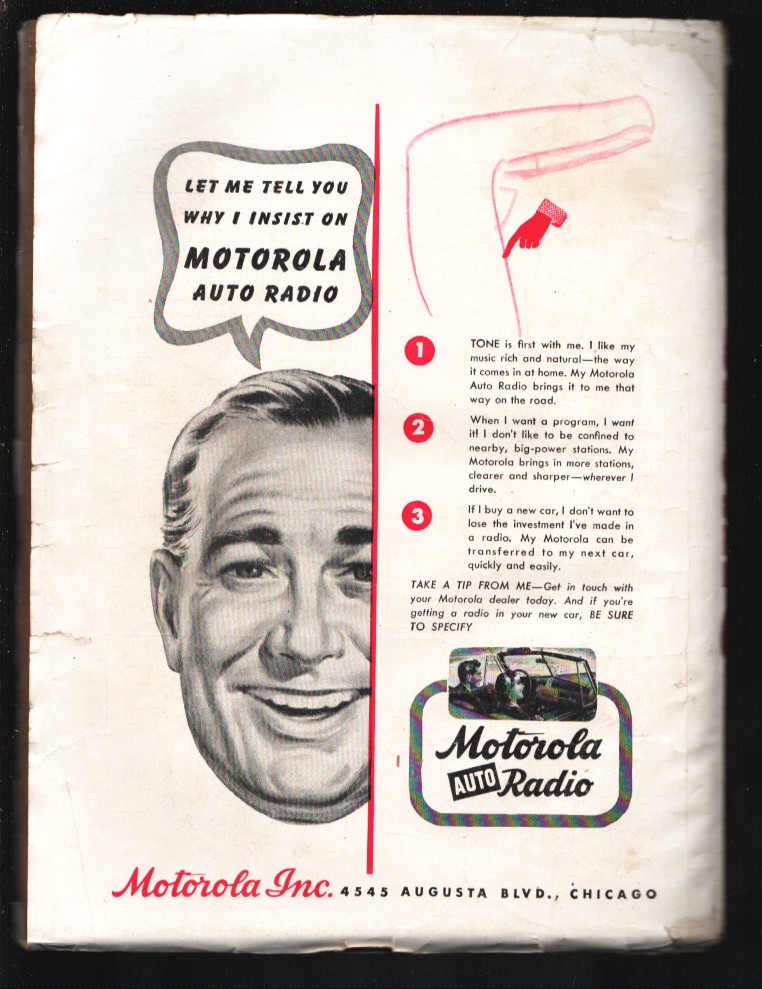 LET ME TELL YOU
WHY I INSIST ON
MOTOROLA
AUTO RADIO
1
TONE is first with me. I like my
music rich and natural—the way
it comes in at home. My Motorola
Auto Radio brings it to me that
way on the road.
2
When I want a program, I want
it! I don't like to be confined to
nearby, big-power stations. My
Motorola brings in more stations,
clearer and sharper—wherever I
drive.
3
If I buy a new car, I don't want to
lose the investment I've made in
a radio. My Motorola can be
transferred to my next car,
quickly and easily.
TAKE A TIP FROM ME—Get in touch with
your Motorola dealer today. And if you're
getting a radio in your new car, BE SURE
TO SPECIFY
Motorola
AUTO Radio
Motorola Inc. 4545 AUGUSTA BLVD., CHICAGO